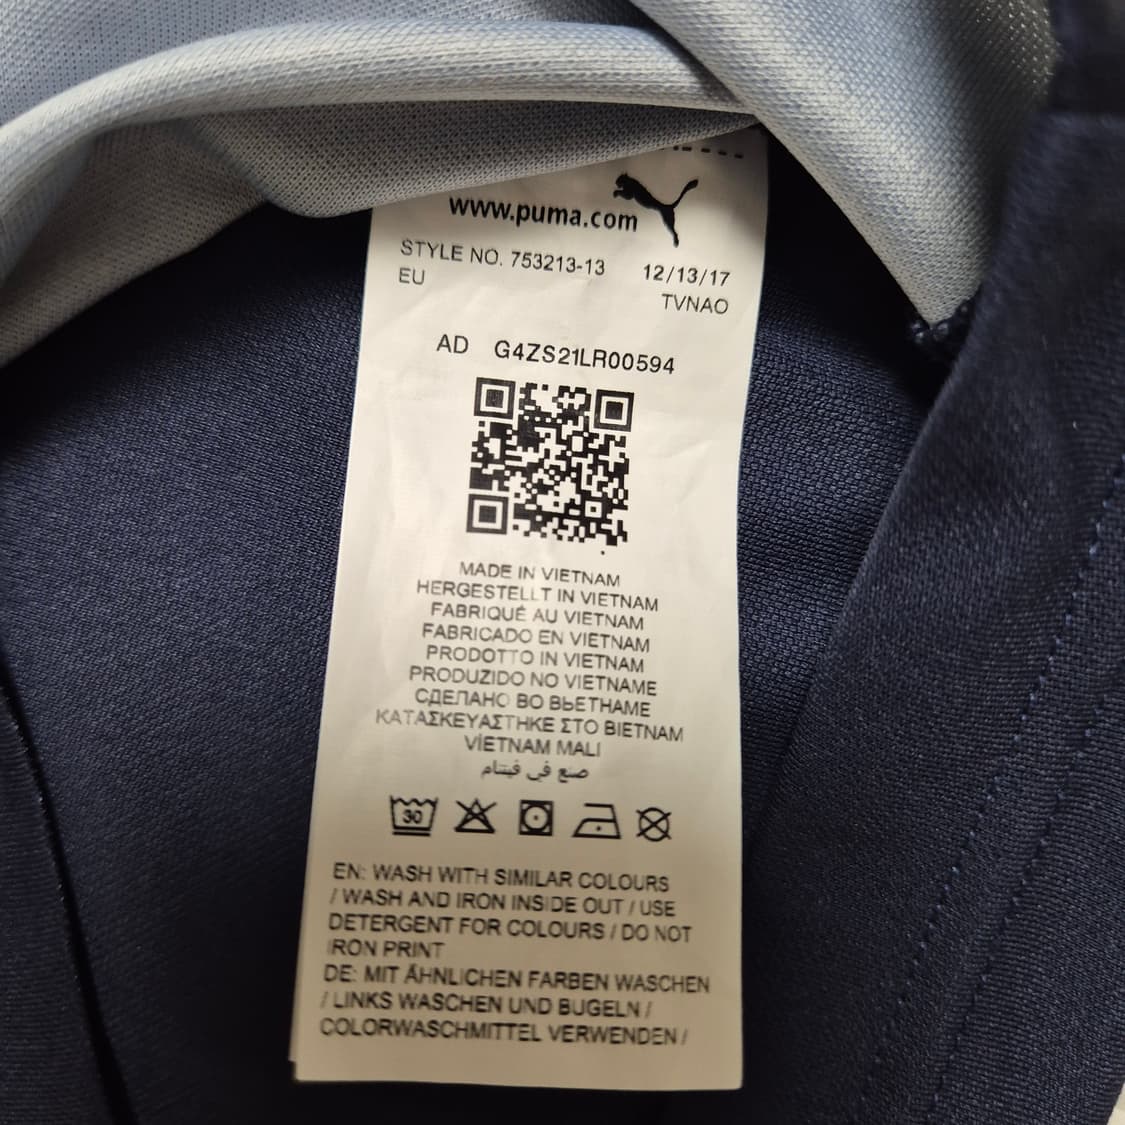 www.puma.com
STYLE NO. 753213-13 12/13/17
EU TVNAO
AD G4ZS21LR00594
MADE IN VIETNAM
HERGESTELLT IN VIETNAM
FABRIQUÉ AU VIETNAM
FABRICADO EN VIETNAM
PRODOTTO IN VIETNAM
PRODUZIDO NO VIETNAME
СДЕЛАНО ВО ВЬЕТНАМЕ
ΚΑΤΑΣΚΕΥΑΣΤΗΚΕ ΣΤΟ ΒΙΕΤΝΑΜ
VİETNAM MALI
صنع في فيتنام
30
EN: WASH WITH SIMILAR COLOURS
/ WASH AND IRON INSIDE OUT / USE
DETERGENT FOR COLOURS / DO NOT
IRON PRINT
DE: MIT ÄHNLICHEN FARBEN WASCHEN
/ LINKS WASCHEN UND BÜGELN /
COLORWASCHMITTEL VERWENDEN /